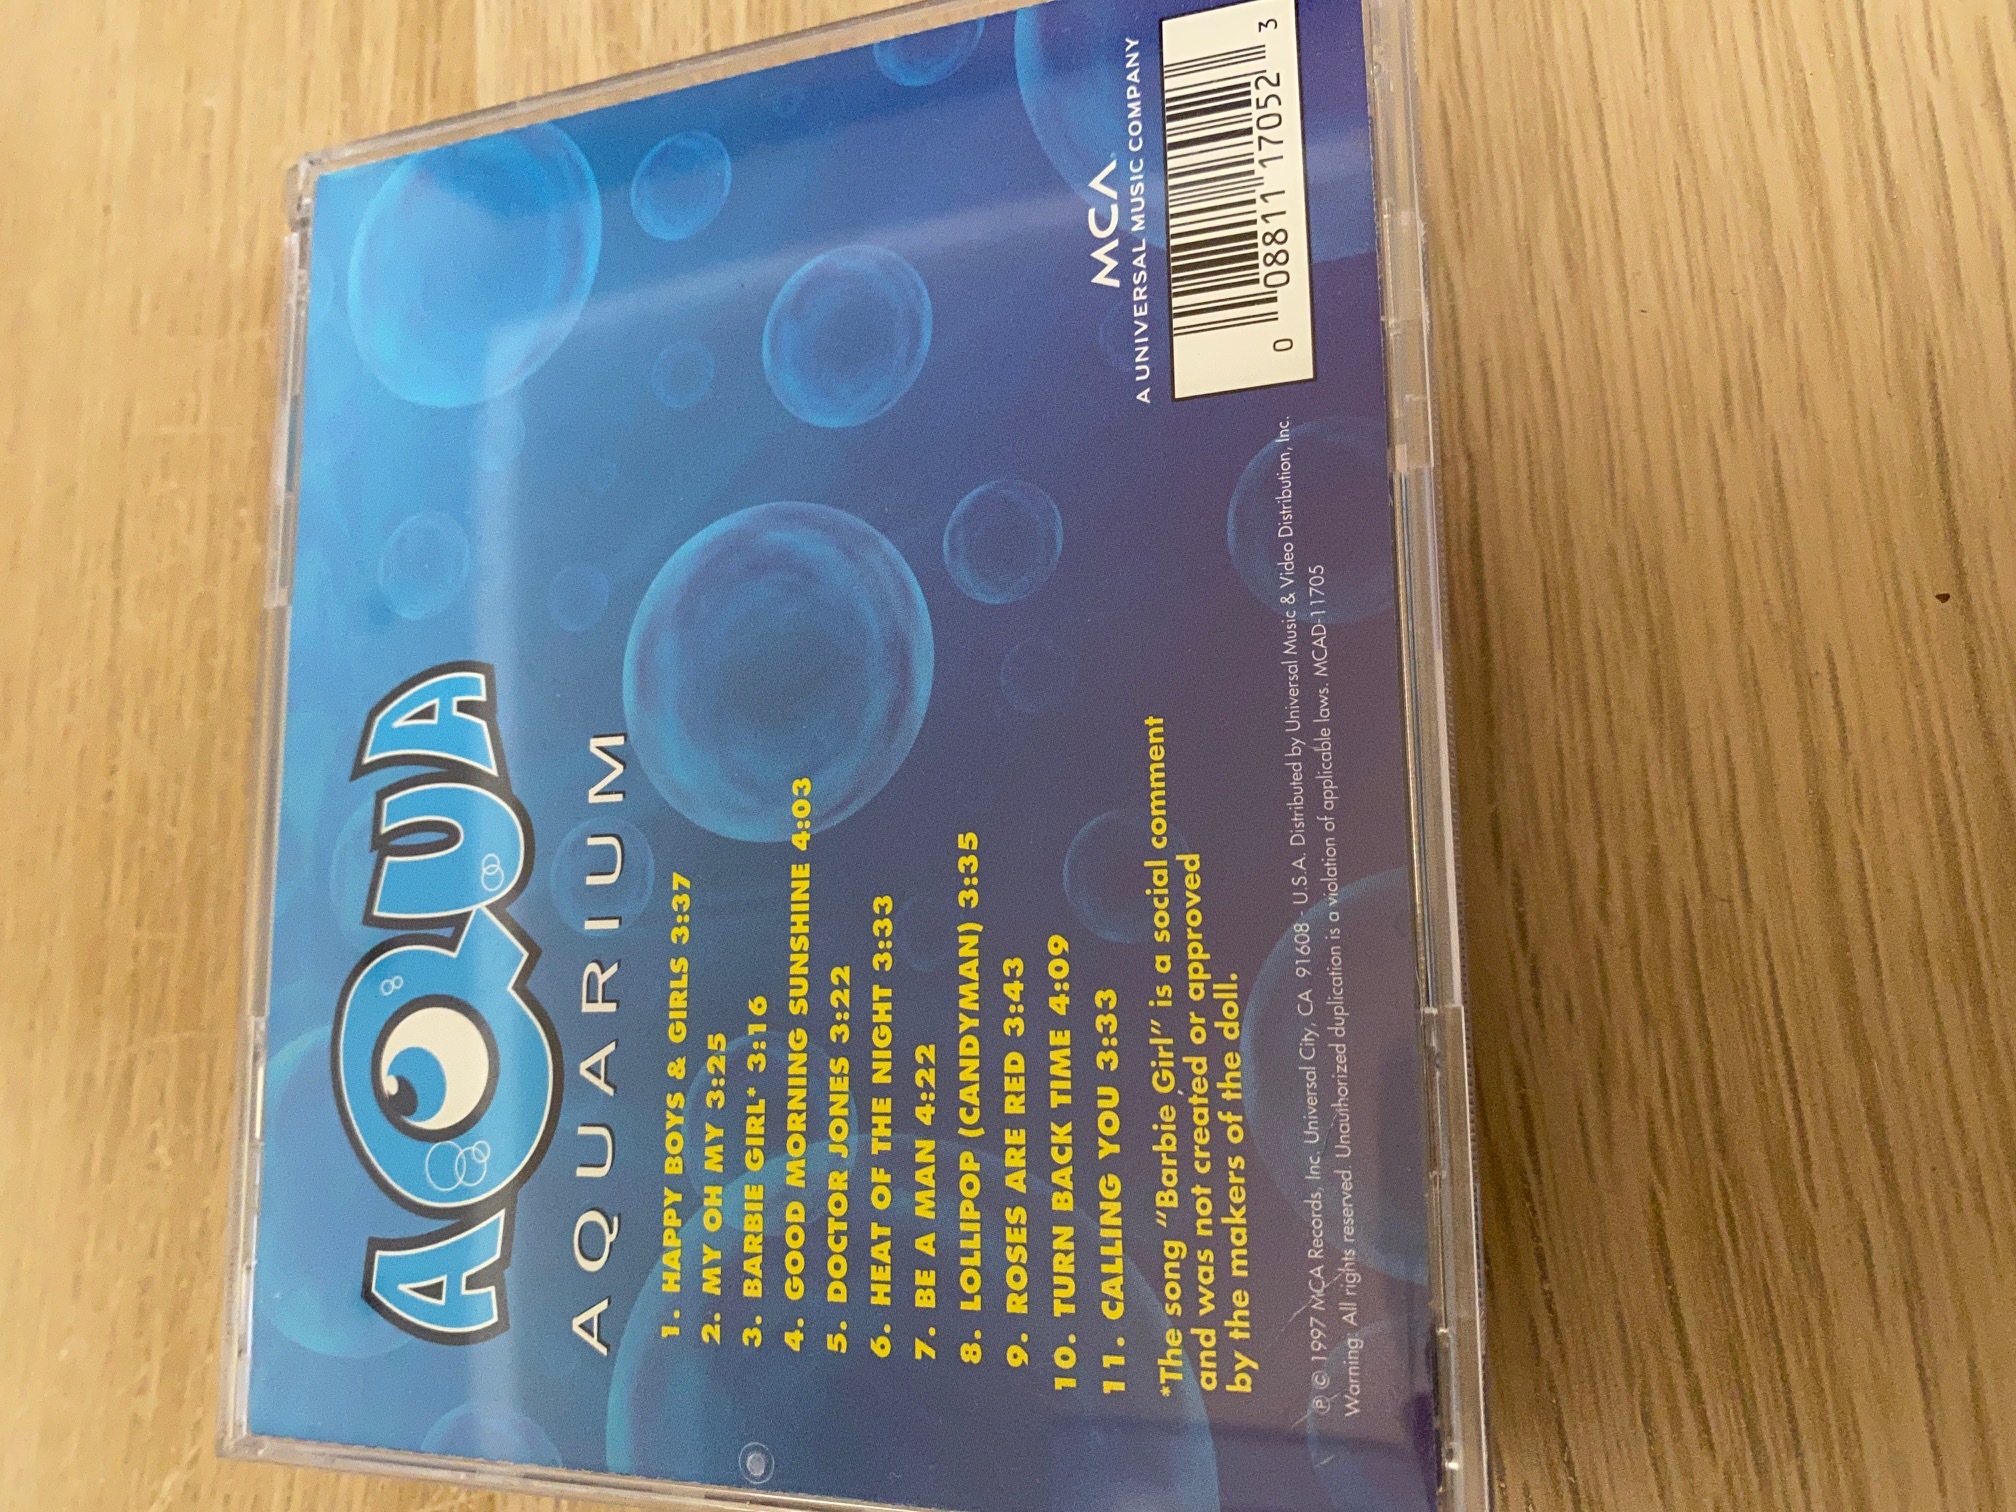 AQUA
AQUARIUM
1. HAPPY BOYS & GIRLS 3:37
2. MY OH MY 3:25
3. BARBIE GIRL* 3:16
4. GOOD MORNING SUNSHINE 4:03
5. DOCTOR JONES 3:22
6. HEAT OF THE NIGHT 3:33
7. BE A MAN 4:22
8. LOLLIPOP (CANDYMAN) 3:35
9. ROSES ARE RED 3:43
10. TURN BACK TIME 4:09
11. CALLING YOU 3:33
*The song "Barbie Girl" is a social comment
and was not created or approved
by the makers of the doll.
℗ © 1997 MCA Records, Inc. Universal City, CA 91608 - U.S.A. Distributed by Universal Music & Video Distribution, Inc.
Warning: All rights reserved. Unauthorized duplication is a violation of applicable laws. MCAD-11705
MCA
A UNIVERSAL MUSIC COMPANY
0 08811 17052 3